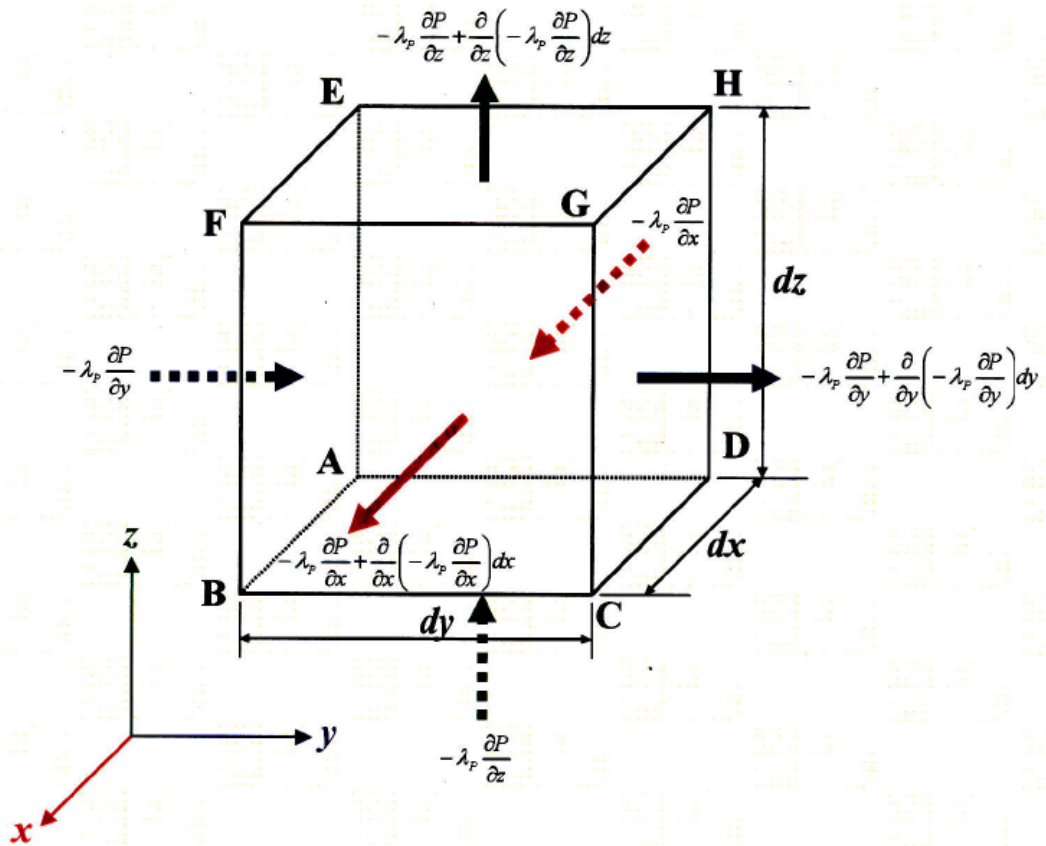 −λ_P ∂P/∂z + ∂/∂z(−λ_P ∂P/∂z)dz
E
H
F
G
−λ_P ∂P/∂x
dz
−λ_P ∂P/∂y
−λ_P ∂P/∂y + ∂/∂y(−λ_P ∂P/∂y)dy
A
D
dx
−λ_P ∂P/∂x + ∂/∂x(−λ_P ∂P/∂x)dx
B
C
dy
z
y
−λ_P ∂P/∂z
x